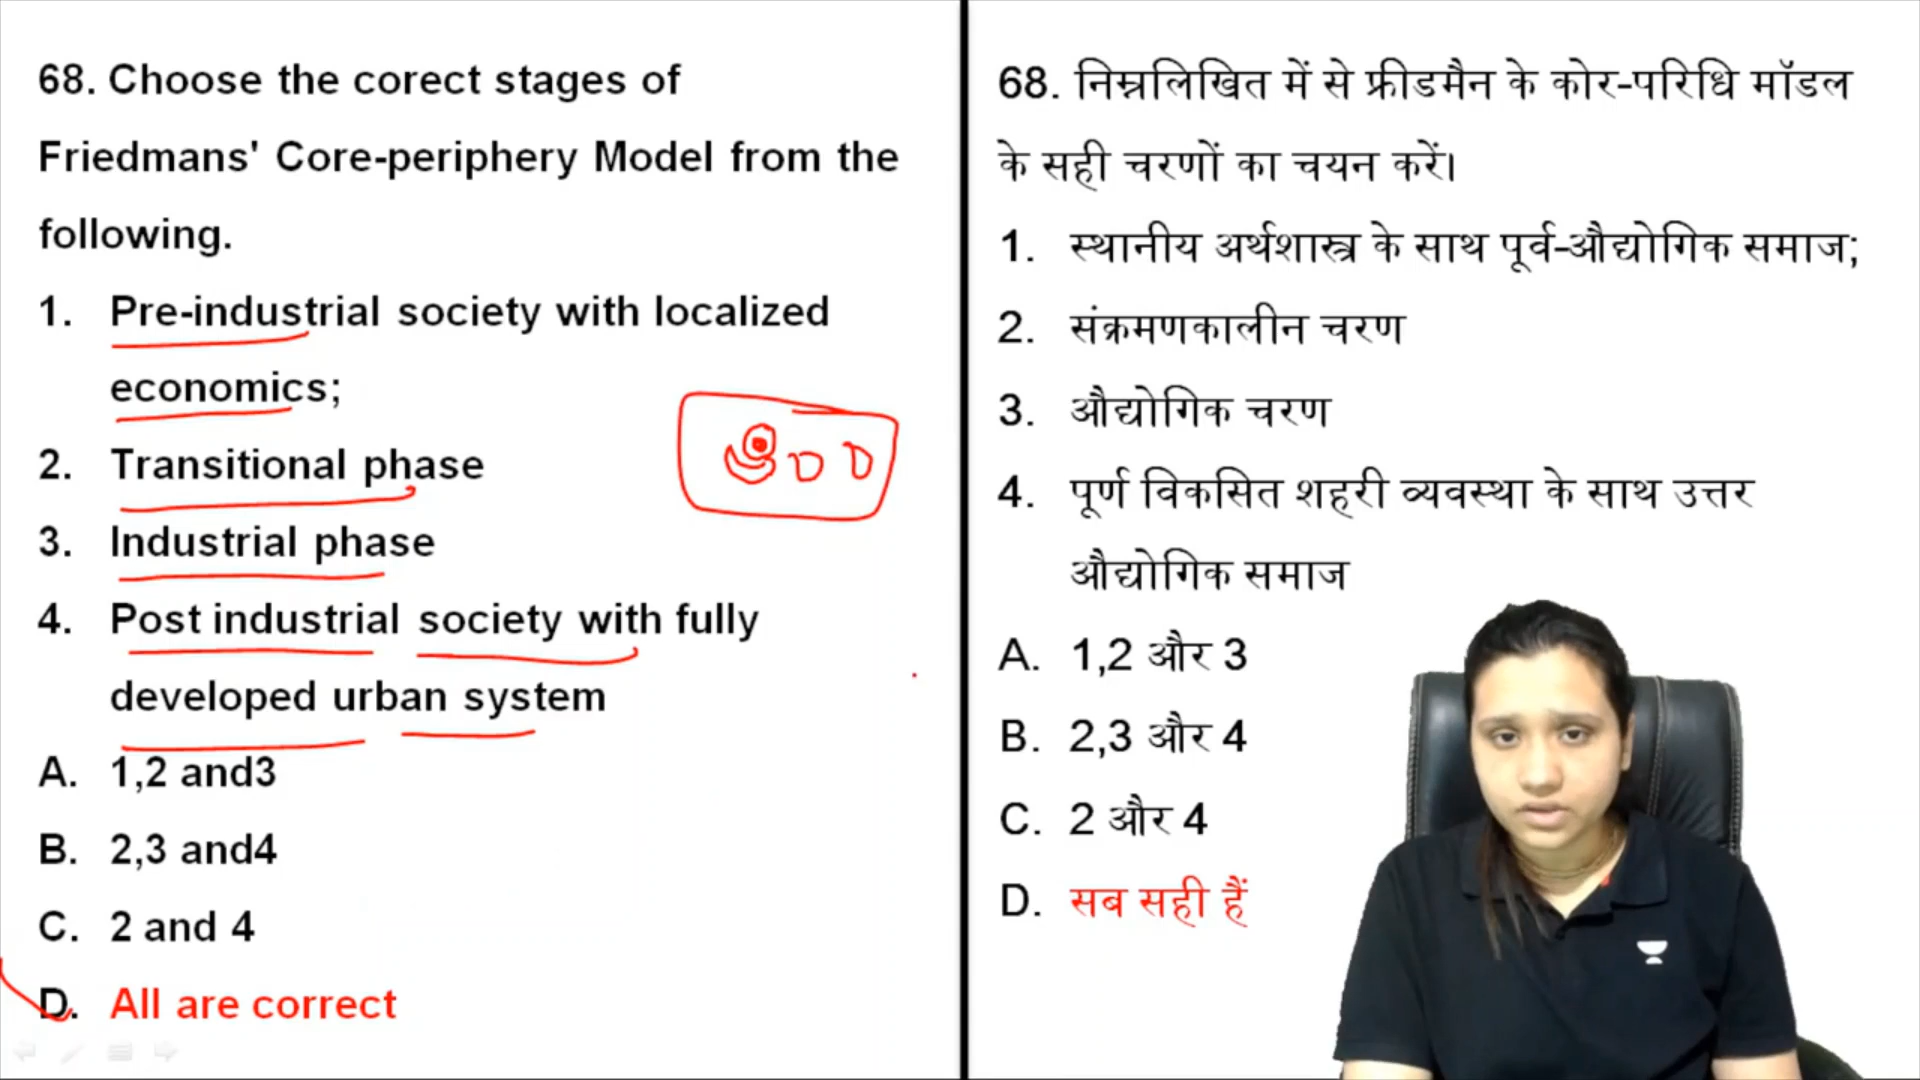 68. Choose the corect stages of
Friedmans' Core-periphery Model from the
following.
1. Pre-industrial society with localized
economics;
2. Transitional phase
3. Industrial phase
4. Post industrial society with fully
developed urban system
A. 1,2 and3
B. 2,3 and4
C. 2 and 4
D. All are correct
68. निम्नलिखित में से फ्रीडमैन के कोर-परिधि मॉडल
के सही चरणों का चयन करें।
1. स्थानीय अर्थशास्त्र के साथ पूर्व-औद्योगिक समाज;
2. संक्रमणकालीन चरण
3. औद्योगिक चरण
4. पूर्ण विकसित शहरी व्यवस्था के साथ उत्तर
औद्योगिक समाज
A. 1,2 और 3
B. 2,3 और 4
C. 2 और 4
D. सब सही हैं